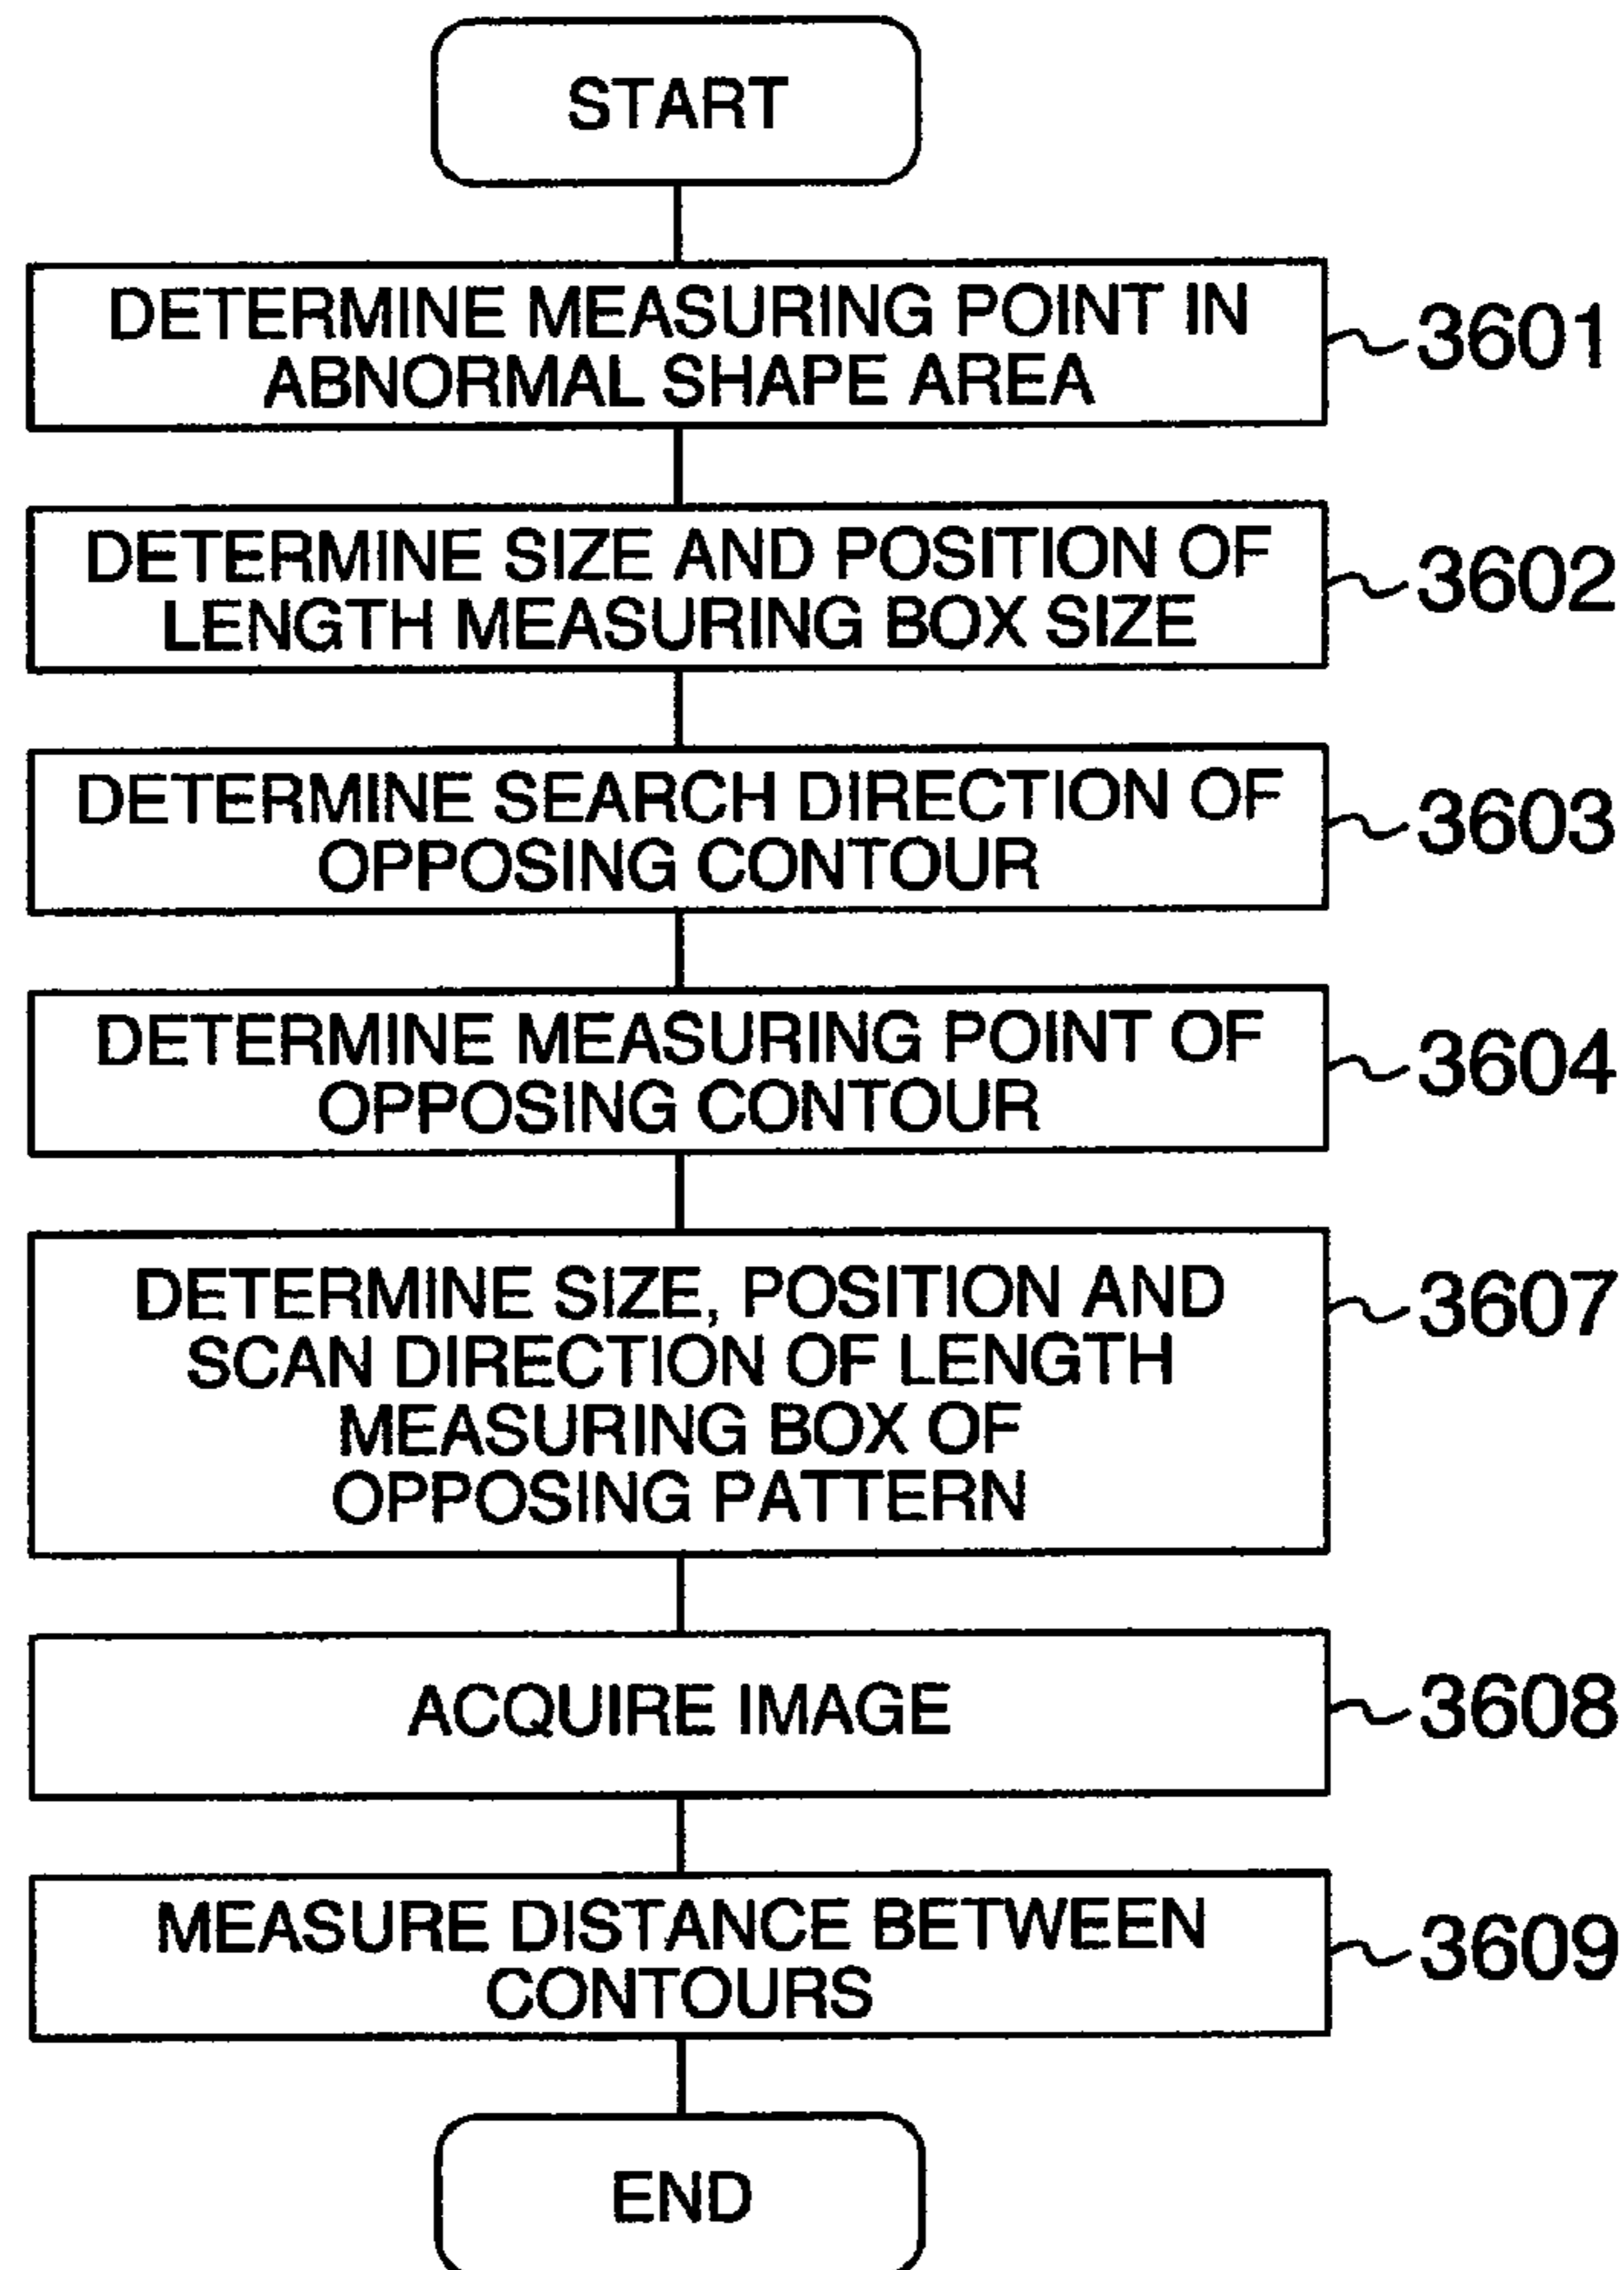 START
DETERMINE MEASURING POINT IN
ABNORMAL SHAPE AREA
3601
DETERMINE SIZE AND POSITION OF
LENGTH MEASURING BOX SIZE
3602
DETERMINE SEARCH DIRECTION OF
OPPOSING CONTOUR
3603
DETERMINE MEASURING POINT OF
OPPOSING CONTOUR
3604
DETERMINE SIZE, POSITION AND
SCAN DIRECTION OF LENGTH
MEASURING BOX OF
OPPOSING PATTERN
3607
ACQUIRE IMAGE
3608
MEASURE DISTANCE BETWEEN
CONTOURS
3609
END